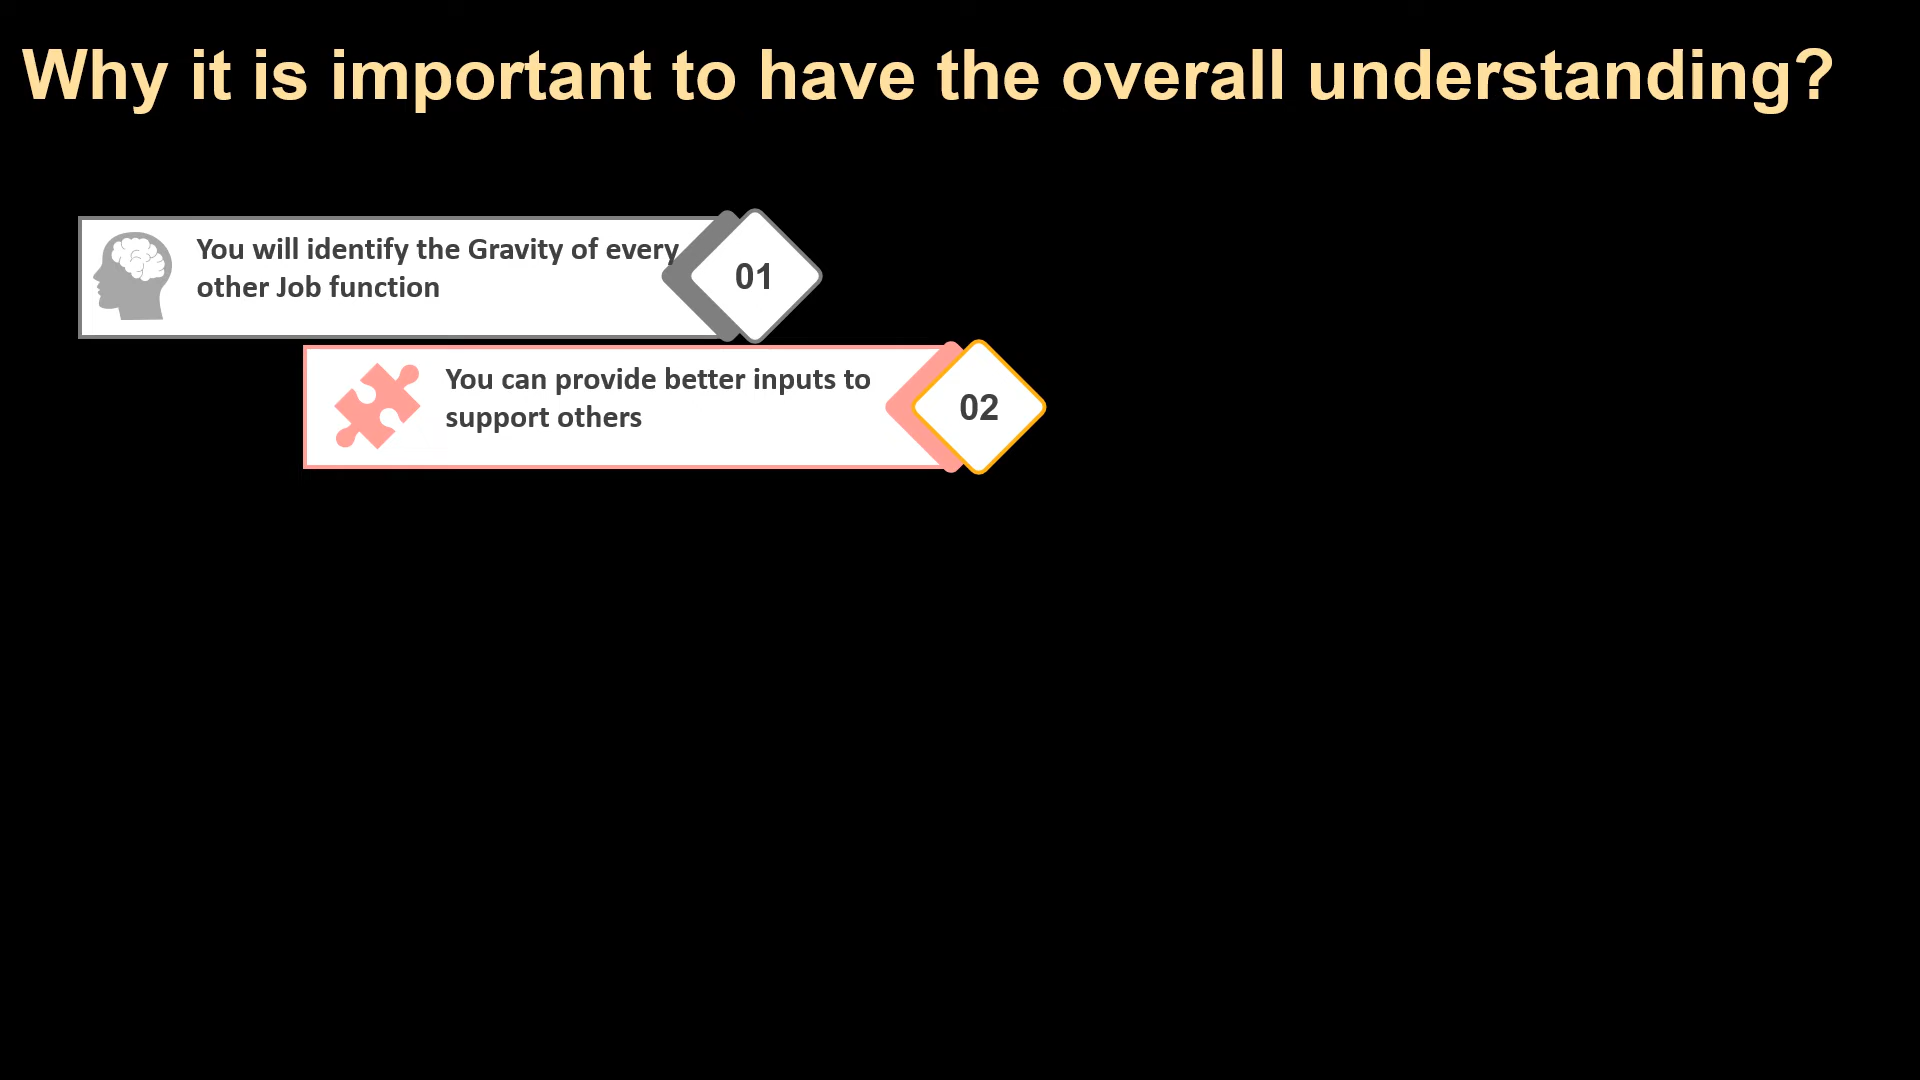 Why it is important to have the overall understanding?
You will identify the Gravity of every
other Job function
01
You can provide better inputs to
support others
02